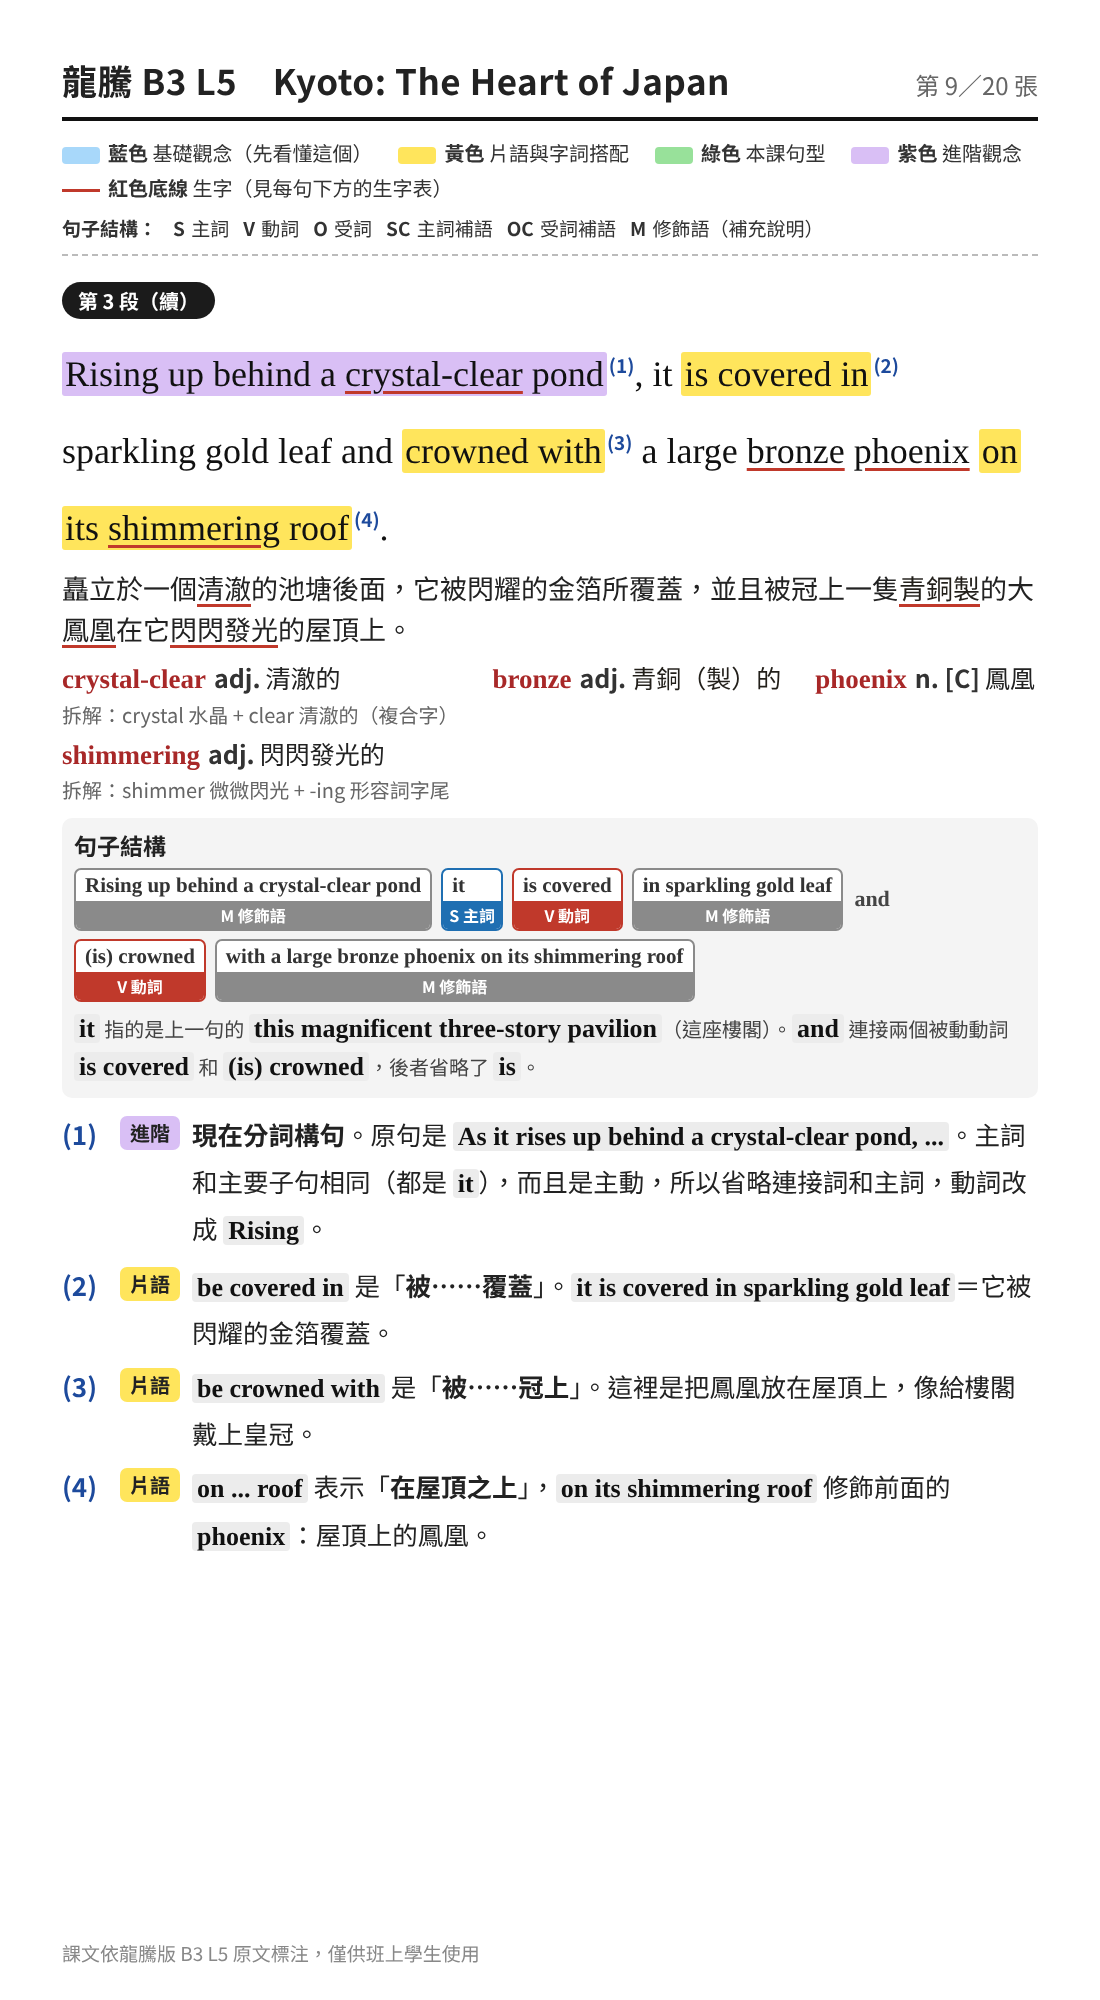 龍騰 B3 L5　Kyoto: The Heart of Japan　第 9／20 張
藍色 基礎觀念（先看懂這個）　黃色 片語與字詞搭配　綠色 本課句型　紫色 進階觀念
紅色底線 生字（見每句下方的生字表）
句子結構：　S 主詞　V 動詞　O 受詞　SC 主詞補語　OC 受詞補語　M 修飾語（補充說明）
第 3 段（續）
Rising up behind a crystal-clear pond(1), it is covered in(2)
sparkling gold leaf and crowned with(3) a large bronze phoenix on
its shimmering roof(4).
矗立於一個清澈的池塘後面，它被閃耀的金箔所覆蓋，並且被冠上一隻青銅製的大
鳳凰在它閃閃發光的屋頂上。
crystal-clear adj. 清澈的　bronze adj. 青銅（製）的　phoenix n. [C] 鳳凰
拆解：crystal 水晶 + clear 清澈的（複合字）
shimmering adj. 閃閃發光的
拆解：shimmer 微微閃光 + -ing 形容詞字尾
句子結構
Rising up behind a crystal-clear pond　it　is covered　in sparkling gold leaf　and
M 修飾語　S 主詞　V 動詞　M 修飾語
(is) crowned　with a large bronze phoenix on its shimmering roof
V 動詞　M 修飾語
it 指的是上一句的 this magnificent three-story pavilion（這座樓閣）。and 連接兩個被動動詞
is covered 和 (is) crowned，後者省略了 is。
(1) 進階 現在分詞構句。原句是 As it rises up behind a crystal-clear pond, ...。主詞
和主要子句相同（都是 it），而且是主動，所以省略連接詞和主詞，動詞改
成 Rising。
(2) 片語 be covered in 是「被……覆蓋」。it is covered in sparkling gold leaf＝它被
閃耀的金箔覆蓋。
(3) 片語 be crowned with 是「被……冠上」。這裡是把鳳凰放在屋頂上，像給樓閣
戴上皇冠。
(4) 片語 on ... roof 表示「在屋頂之上」，on its shimmering roof 修飾前面的
phoenix：屋頂上的鳳凰。
課文依龍騰版 B3 L5 原文標注，僅供班上學生使用